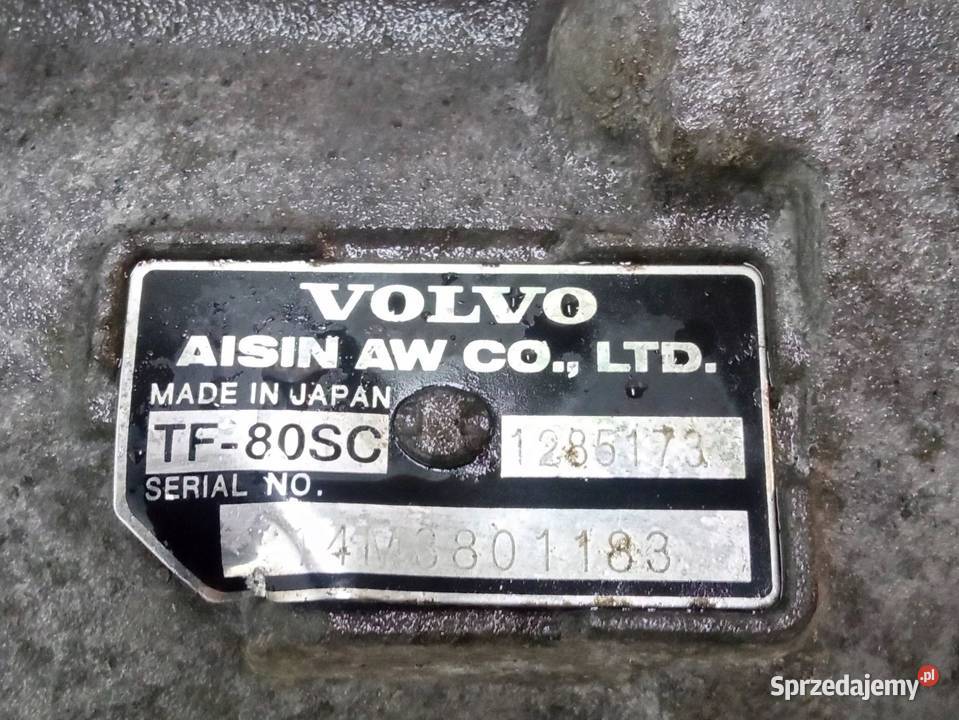 VOLVO
AISIN AW CO., LTD.
MADE IN JAPAN
TF-80SC 1285173
SERIAL NO.
14M3801183
Sprzedajemy.pl